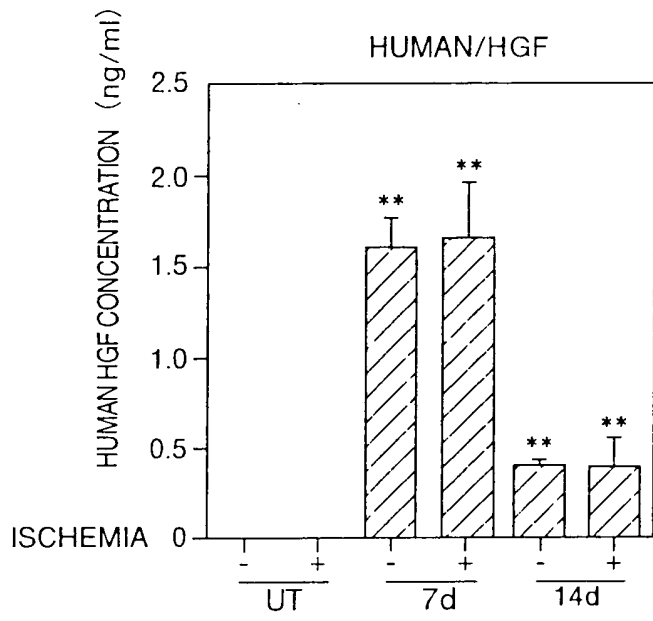 HUMAN/HGF
HUMAN HGF CONCENTRATION (ng/ml)
2.5
2.0
1.5
1.0
0.5
0
** ** ** **
ISCHEMIA
- + - + - +
UT 7d 14d